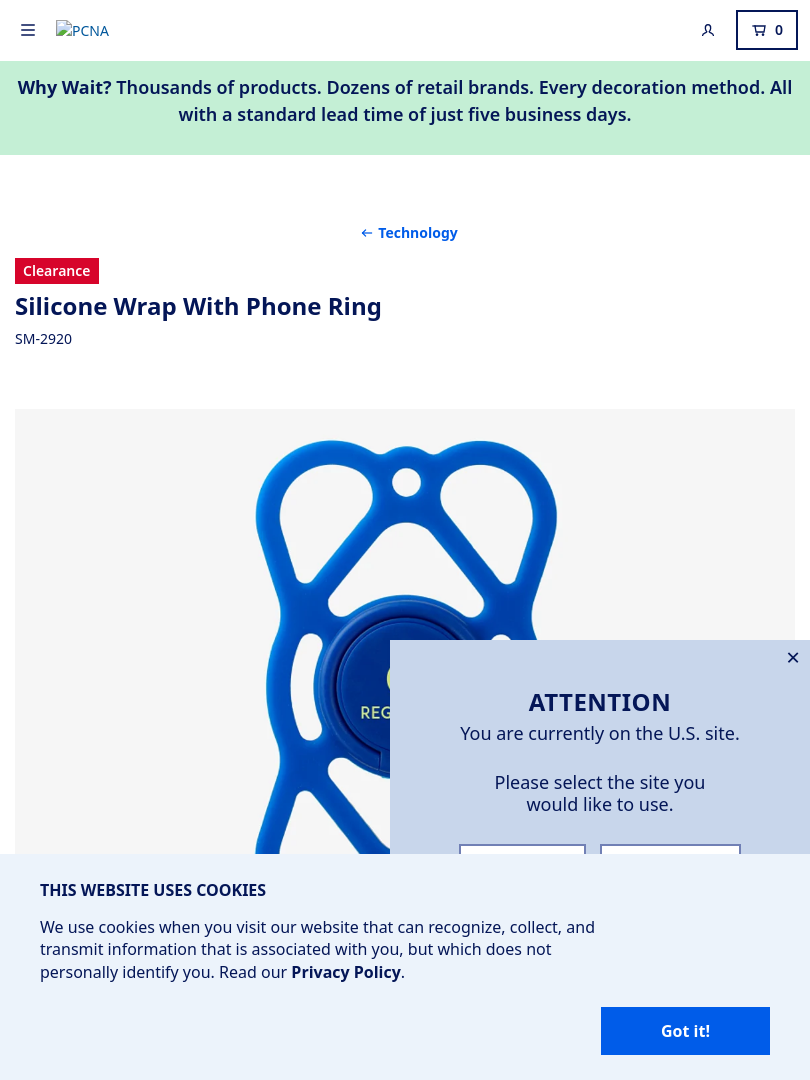 PCNA
0
Why Wait? Thousands of products. Dozens of retail brands. Every decoration method. All
with a standard lead time of just five business days.
← Technology
Clearance
Silicone Wrap With Phone Ring
SM-2920
ATTENTION
You are currently on the U.S. site.
Please select the site you
would like to use.
THIS WEBSITE USES COOKIES
We use cookies when you visit our website that can recognize, collect, and
transmit information that is associated with you, but which does not
personally identify you. Read our Privacy Policy.
Got it!